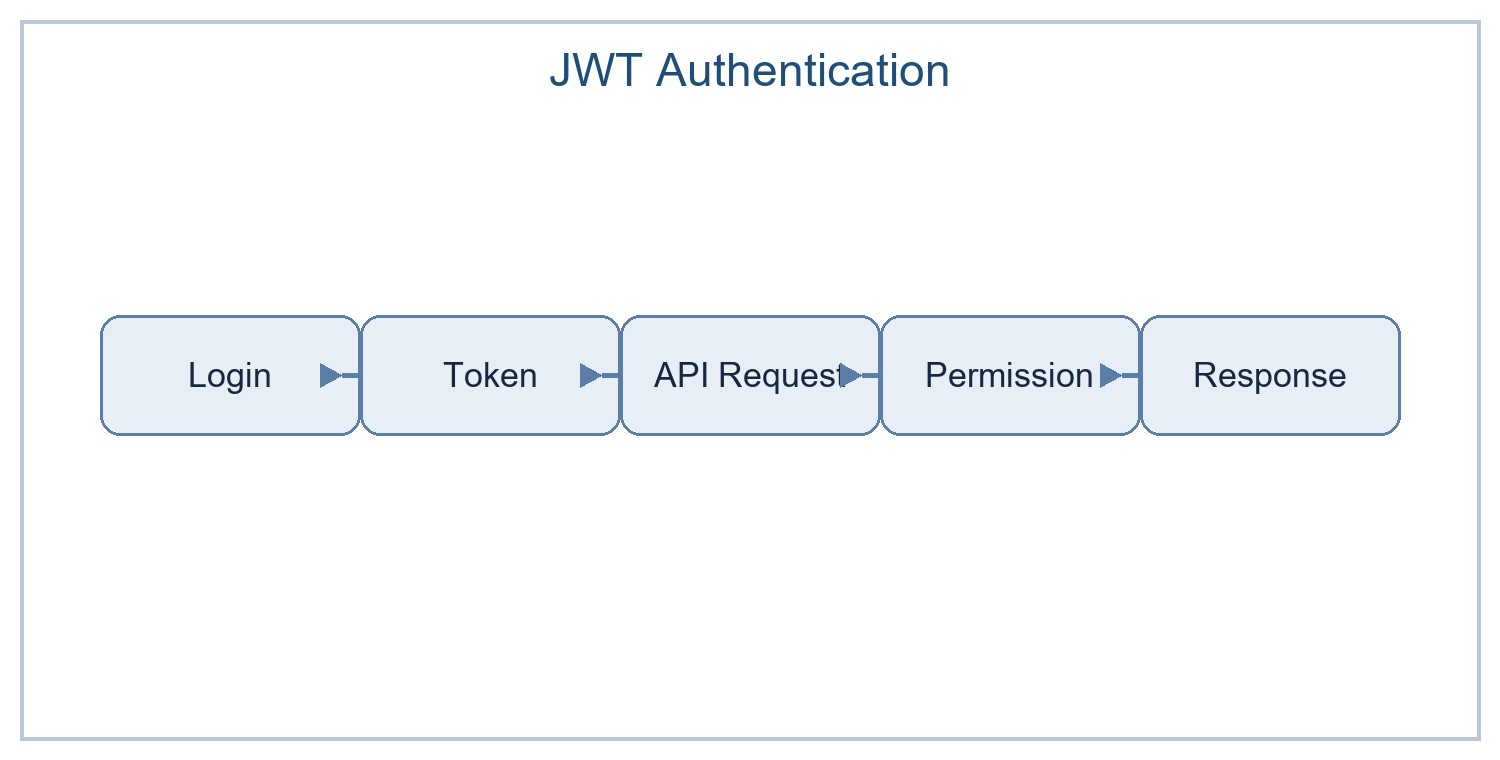 JWT Authentication
Login
Token
API Request
Permission
Response